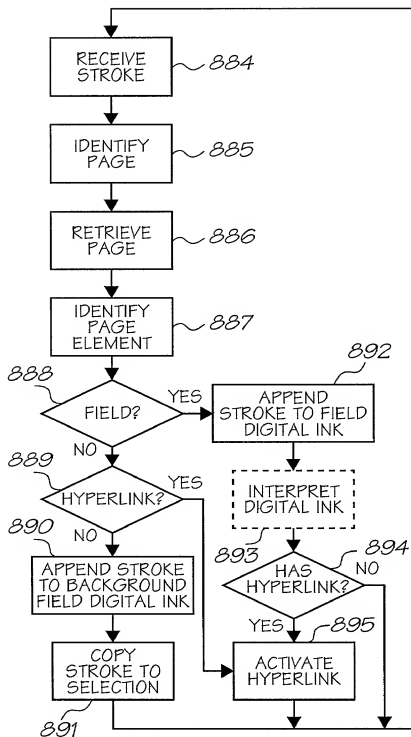 RECEIVE
STROKE
884
IDENTIFY
PAGE
885
RETRIEVE
PAGE
886
IDENTIFY
PAGE
ELEMENT
887
888
FIELD?
YES
NO
892
APPEND
STROKE TO FIELD
DIGITAL INK
889
HYPERLINK?
YES
NO
INTERPRET
DIGITAL INK
893
890
APPEND STROKE
TO BACKGROUND
FIELD DIGITAL INK
894
HAS
HYPERLINK?
NO
YES
895
COPY
STROKE TO
SELECTION
891
ACTIVATE
HYPERLINK